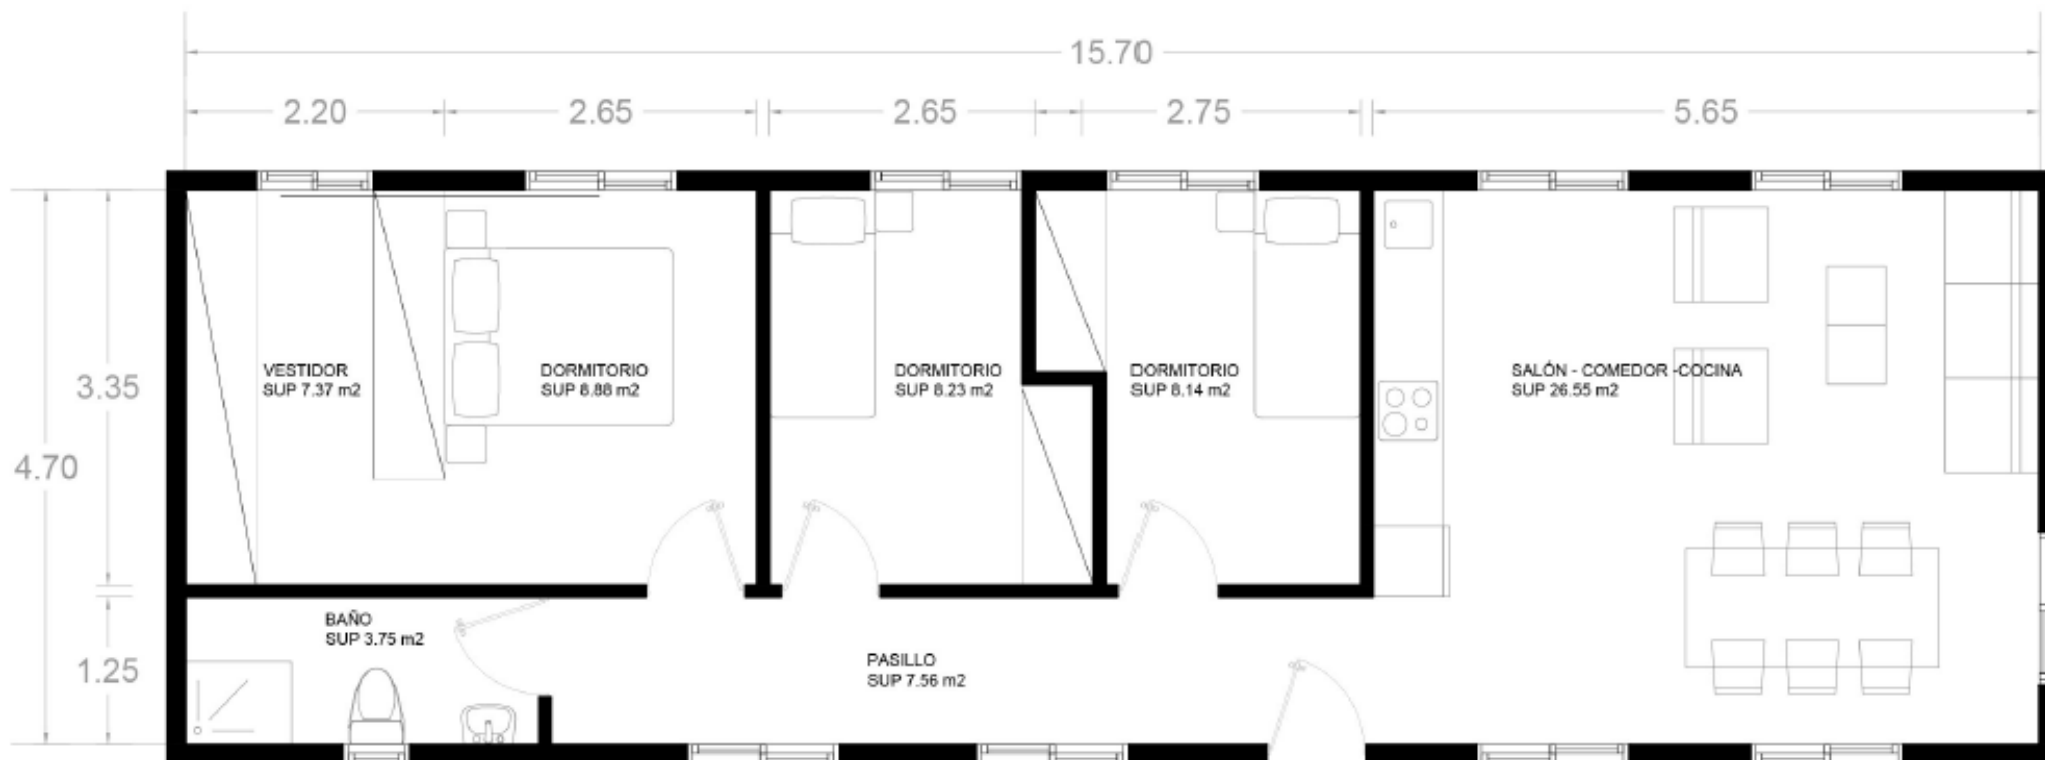 15.70
2.20
2.65
2.65
2.75
5.65
3.35
4.70
1.25
VESTIDOR
SUP 7.37 m2
DORMITORIO
SUP 8.88 m2
DORMITORIO
SUP 8.23 m2
DORMITORIO
SUP 8.14 m2
SALÓN - COMEDOR -COCINA
SUP 26.55 m2
BAÑO
SUP 3.75 m2
PASILLO
SUP 7.56 m2